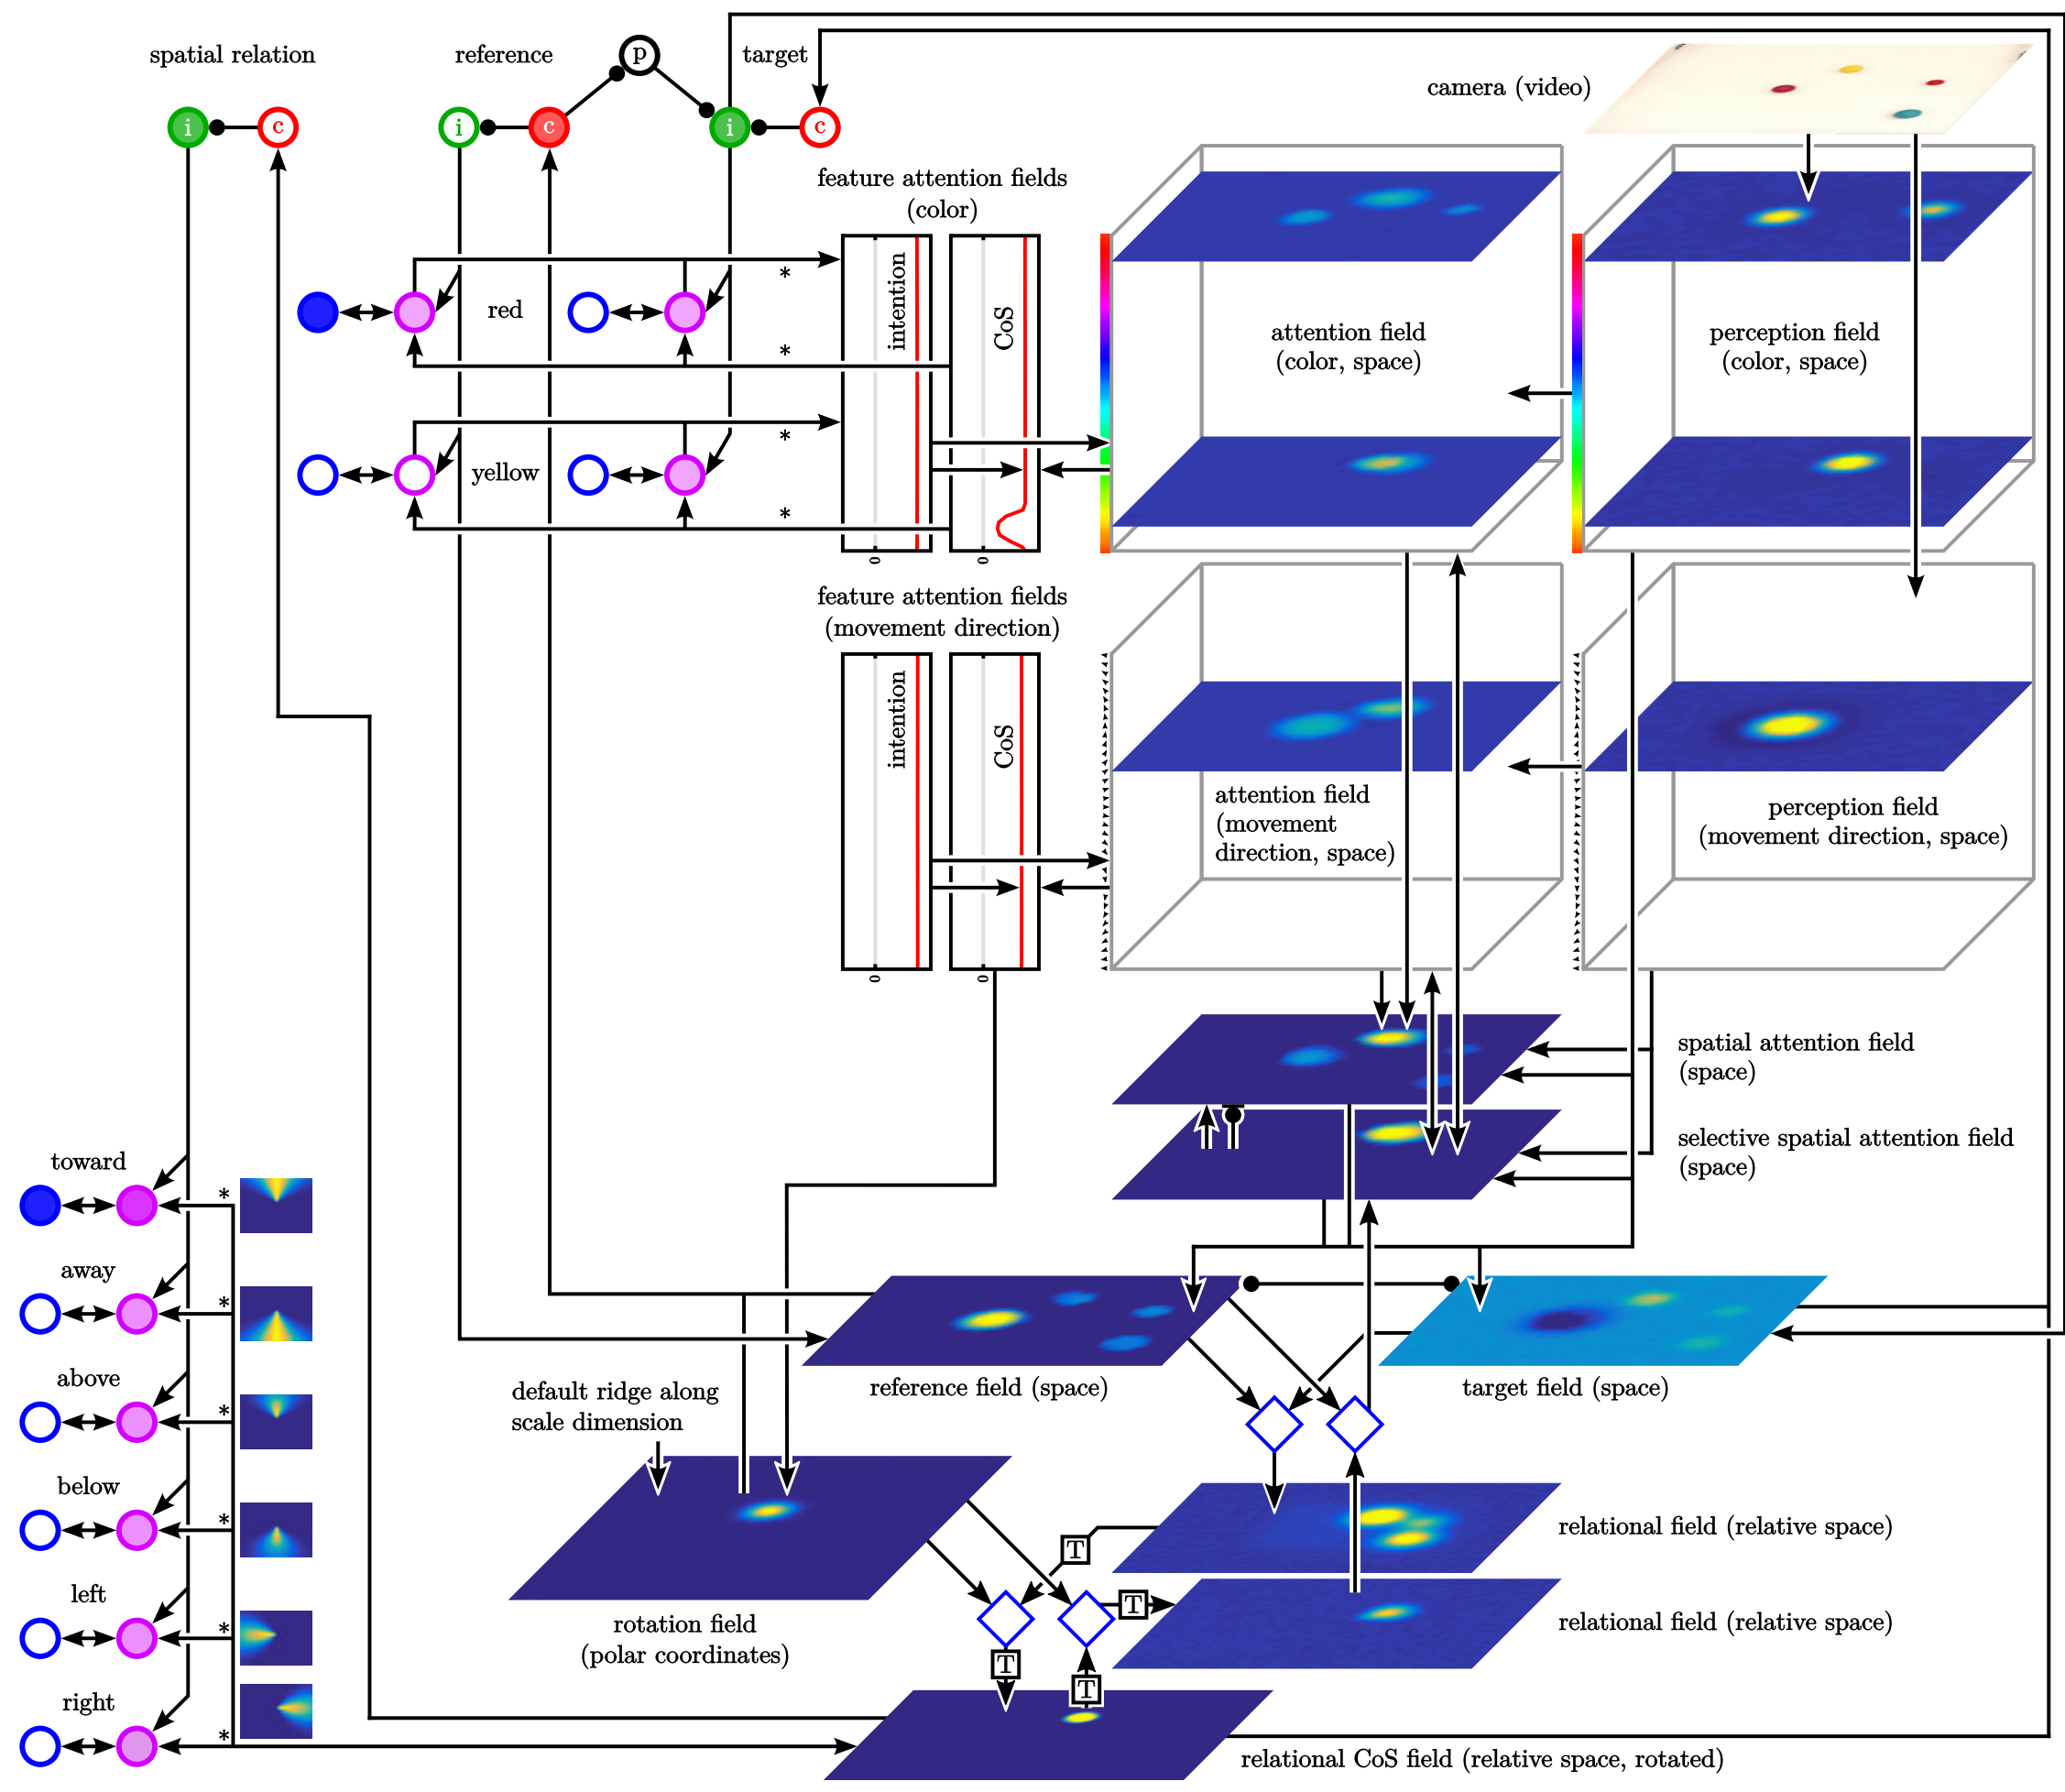 spatial relation
reference
p
target
camera (video)
i
c
i
c
i
c
feature attention fields
(color)
*
intention
CoS
red
*
attention field
(color, space)
perception field
(color, space)
*
yellow
*
0
0
feature attention fields
(movement direction)
intention
CoS
attention field
(movement
direction, space)
perception field
(movement direction, space)
0
0
spatial attention field
(space)
selective spatial attention field
(space)
toward
*
away
*
above
*
below
*
left
*
right
*
reference field (space)
target field (space)
default ridge along
scale dimension
relational field (relative space)
T
T
relational field (relative space)
rotation field
(polar coordinates)
T
T
relational CoS field (relative space, rotated)